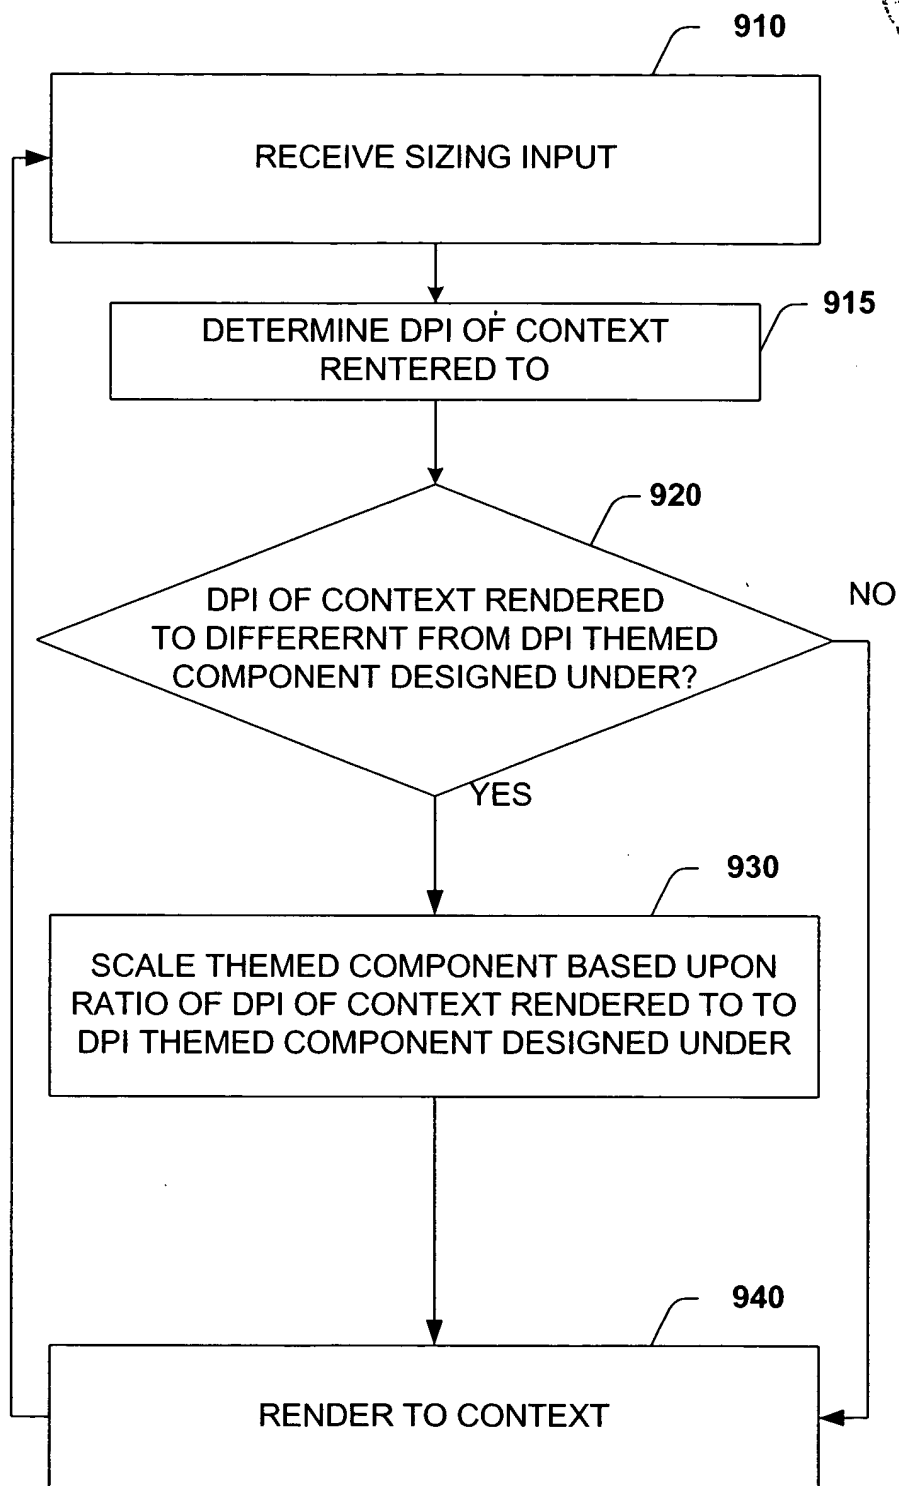 910
RECEIVE SIZING INPUT
915
DETERMINE DPI OF CONTEXT
RENTERED TO
920
DPI OF CONTEXT RENDERED
TO DIFFERERNT FROM DPI THEMED
COMPONENT DESIGNED UNDER?
NO
YES
930
SCALE THEMED COMPONENT BASED UPON
RATIO OF DPI OF CONTEXT RENDERED TO TO
DPI THEMED COMPONENT DESIGNED UNDER
940
RENDER TO CONTEXT